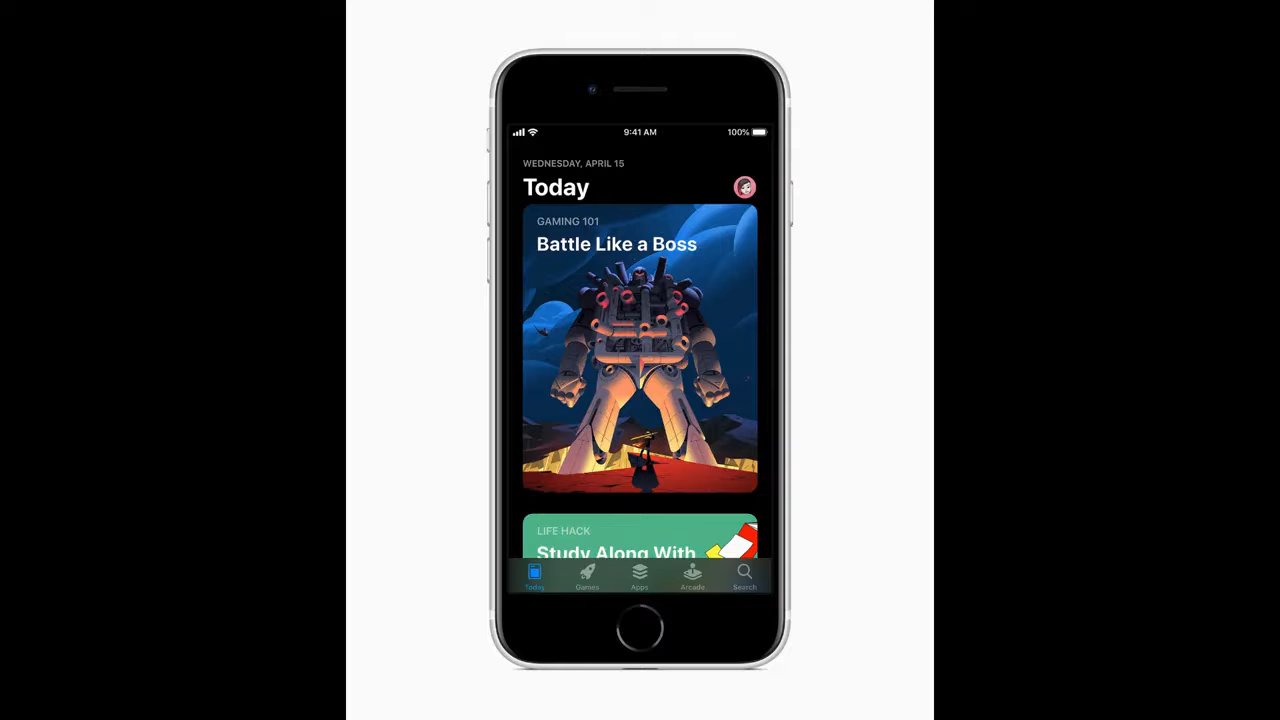 9:41 AM
100%
WEDNESDAY, APRIL 15
Today
GAMING 101
Battle Like a Boss
LIFE HACK
Study Along With
Today Games Apps Arcade Search